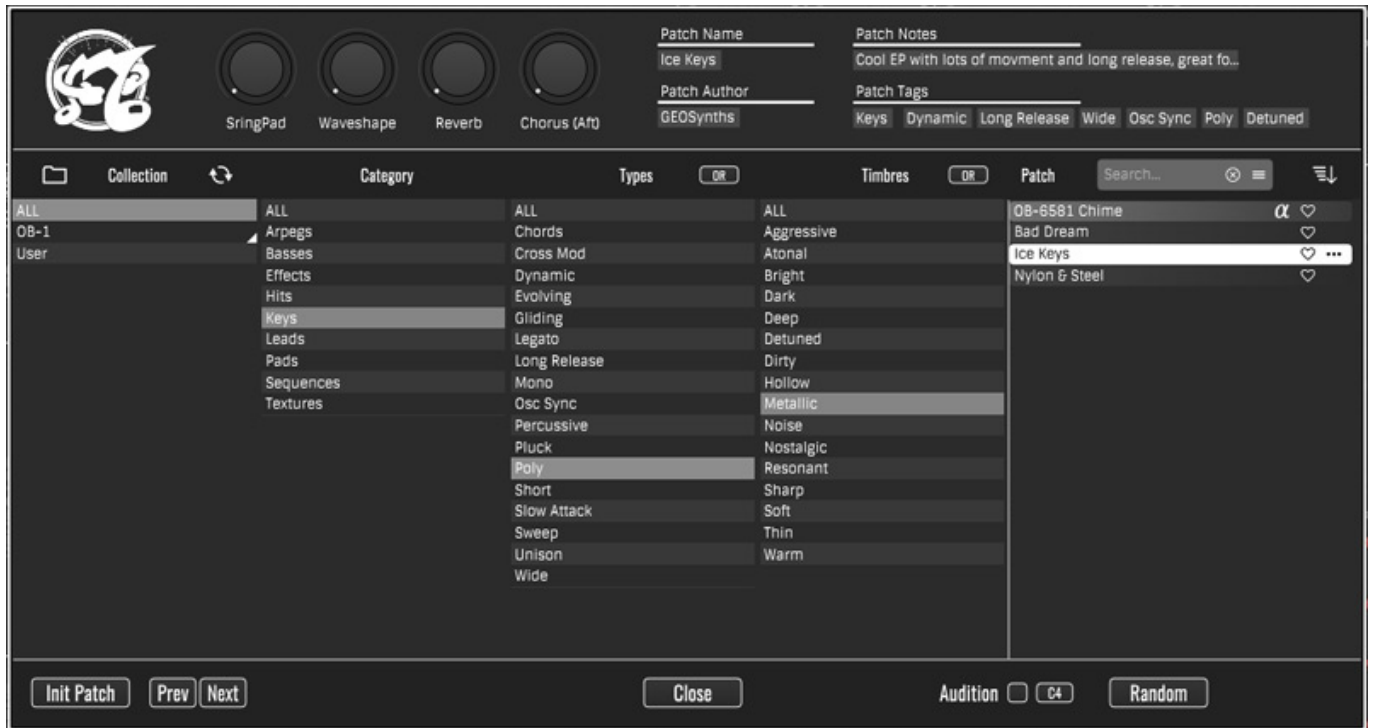 Patch Name
Ice Keys
Patch Author
GEOSynths
Patch Notes
Cool EP with lots of movment and long release, great fo...
Patch Tags
Keys Dynamic Long Release Wide Osc Sync Poly Detuned
SringPad Waveshape Reverb Chorus (Aft)
Collection Category Types OR Timbres OR Patch Search...
ALL
OB-1
User
ALL
Arpegs
Basses
Effects
Hits
Keys
Leads
Pads
Sequences
Textures
ALL
Chords
Cross Mod
Dynamic
Evolving
Gliding
Legato
Long Release
Mono
Osc Sync
Percussive
Pluck
Poly
Short
Slow Attack
Sweep
Unison
Wide
ALL
Aggressive
Atonal
Bright
Dark
Deep
Detuned
Dirty
Hollow
Metallic
Noise
Nostalgic
Resonant
Sharp
Soft
Thin
Warm
OB-6581 Chime α
Bad Dream
Ice Keys
Nylon & Steel
Init Patch Prev Next Close Audition C4 Random